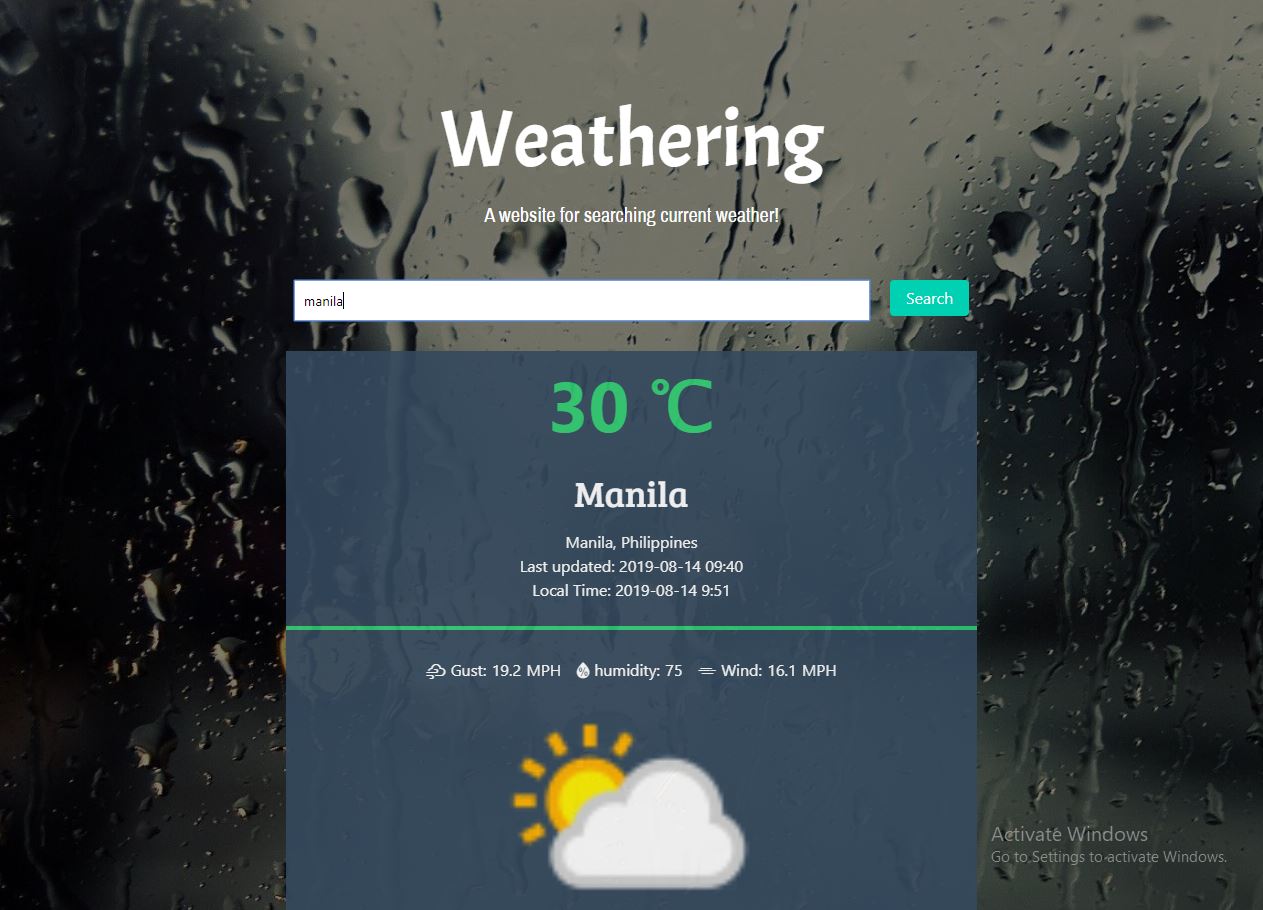 Weathering
A website for searching current weather!
manila
Search
30 ℃
Manila
Manila, Philippines
Last updated: 2019-08-14 09:40
Local Time: 2019-08-14 9:51
Gust: 19.2 MPH % humidity: 75 Wind: 16.1 MPH
Activate Windows
Go to Settings to activate Windows.